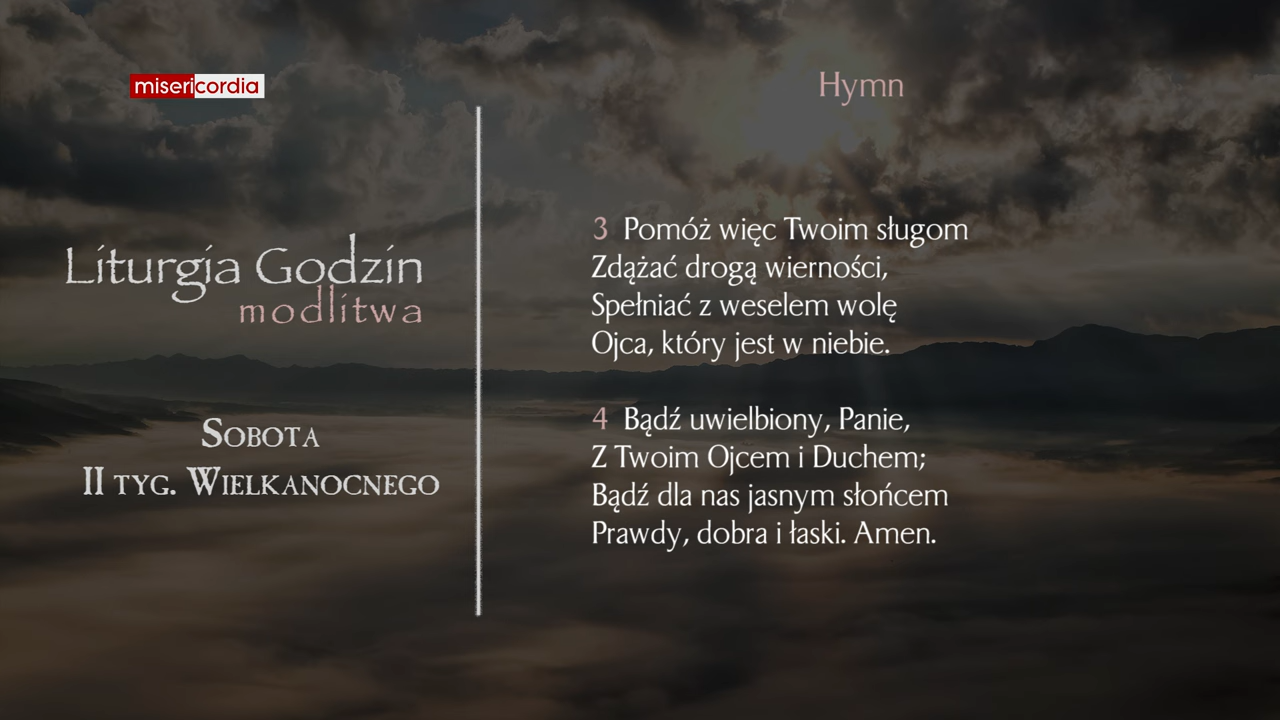 misericordia
Liturgia Godzin
modlitwa
Sobota
II tyg. Wielkanocnego
Hymn
3 Pomóż więc Twoim sługom
Zdążać drogą wierności,
Spełniać z weselem wolę
Ojca, który jest w niebie.
4 Bądź uwielbiony, Panie,
Z Twoim Ojcem i Duchem;
Bądź dla nas jasnym słońcem
Prawdy, dobra i łaski. Amen.